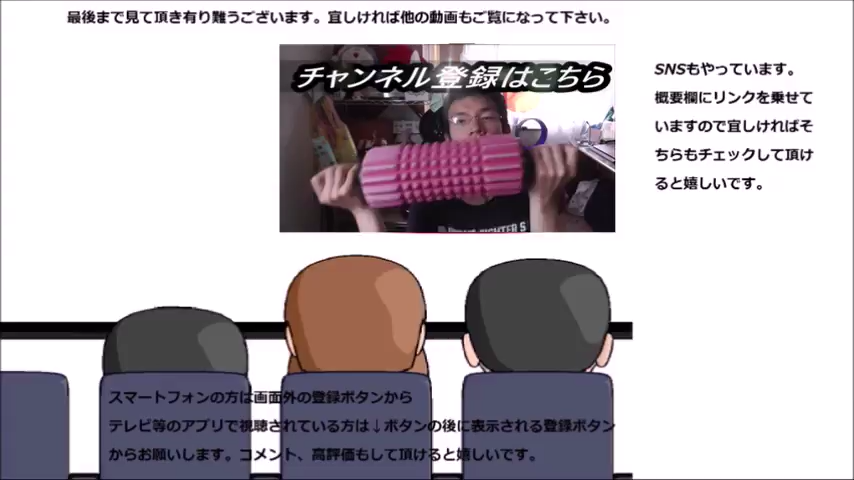 最後まで見て頂き有り難うございます。宜しければ他の動画もご覧になって下さい。
チャンネル登録はこちら
SNSもやっています。
概要欄にリンクを乗せて
いますので宜しければそ
ちらもチェックして頂け
ると嬉しいです。
スマートフォンの方は画面外の登録ボタンから
テレビ等のアプリで視聴されている方は↓ボタンの後に表示される登録ボタン
からお願いします。コメント、高評価もして頂けると嬉しいです。